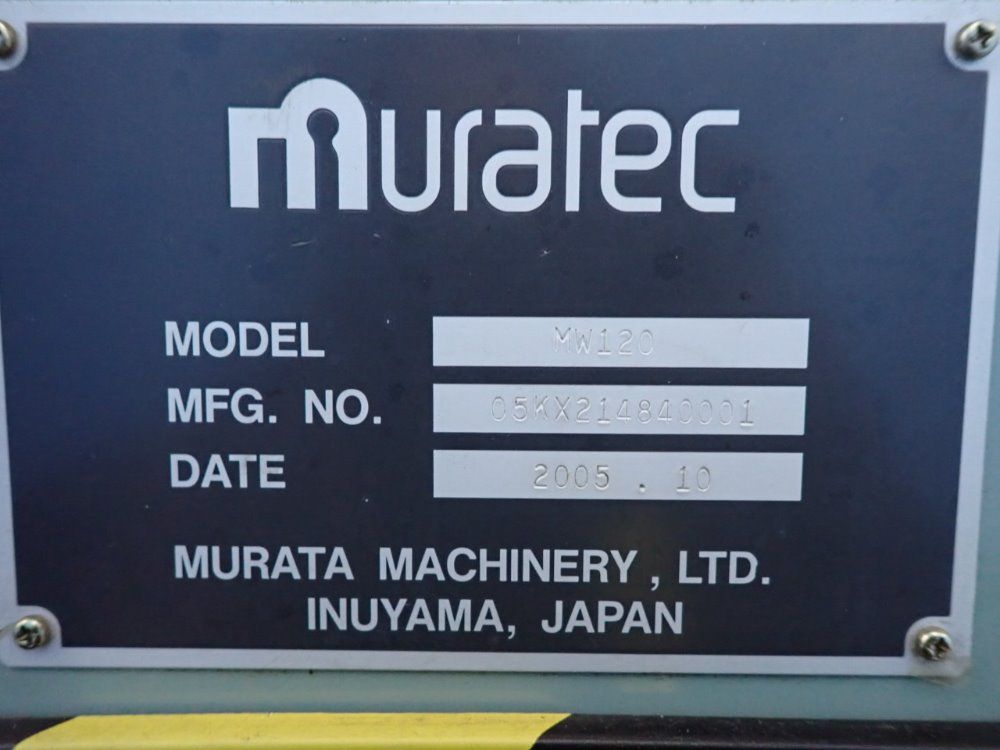 muratec
MODEL MW120
MFG. NO. 05KX214840001
DATE 2005 . 10
MURATA MACHINERY , LTD.
INUYAMA, JAPAN